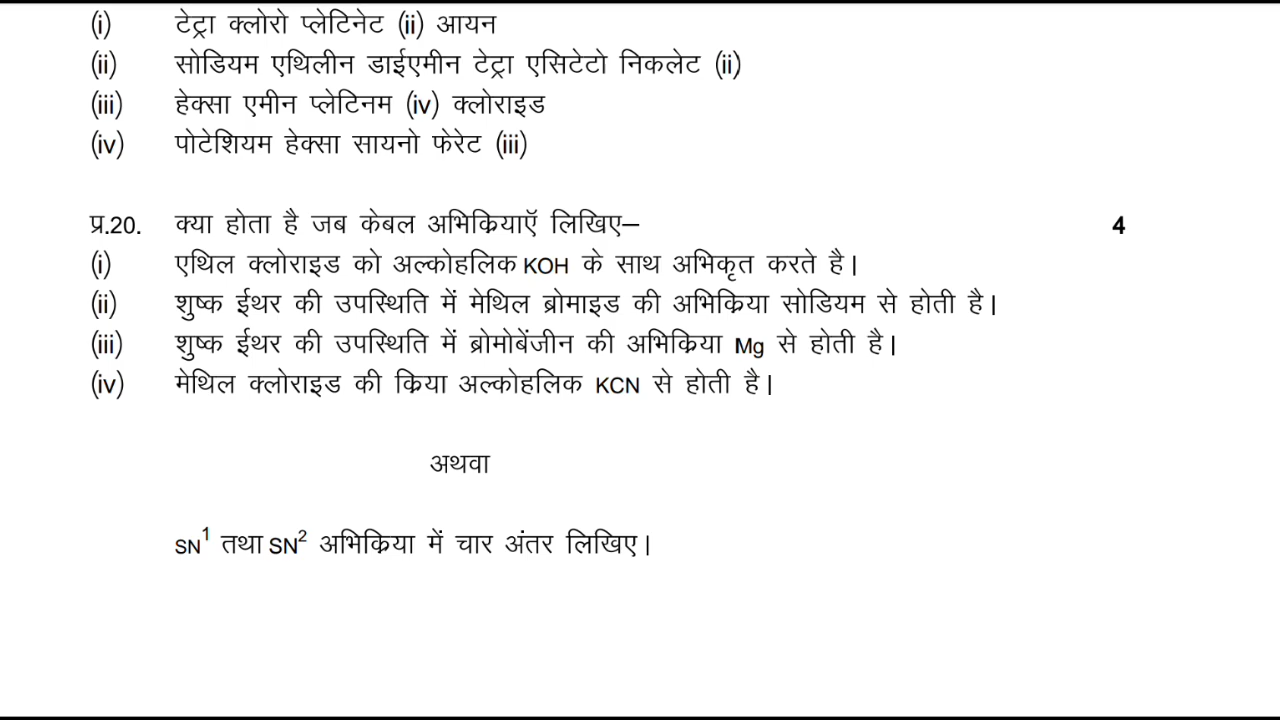 (i) टेट्रा क्लोरो प्लेटिनेट (ii) आयन
(ii) सोडियम एथिलीन डाईएमीन टेट्रा एसिटेटो निकलेट (ii)
(iii) हेक्सा एमीन प्लेटिनम (iv) क्लोराइड
(iv) पोटेशियम हेक्सा सायनो फेरेट (iii)
प्र.20. क्या होता है जब केबल अभिकियाऍ लिखिए– 4
(i) एथिल क्लोराइड को अल्कोहलिक KOH के साथ अभिकृत करते है।
(ii) शुष्क ईथर की उपस्थिति में मेथिल ब्रोमाइड की अभिक्रिया सोडियम से होती है।
(iii) शुष्क ईथर की उपस्थिति में ब्रोमोबेंजीन की अभिक्रिया Mg से होती है।
(iv) मेथिल क्लोराइड की क्रिया अल्कोहलिक KCN से होती है।
अथवा
SN¹ तथा SN² अभिक्रिया में चार अंतर लिखिए।